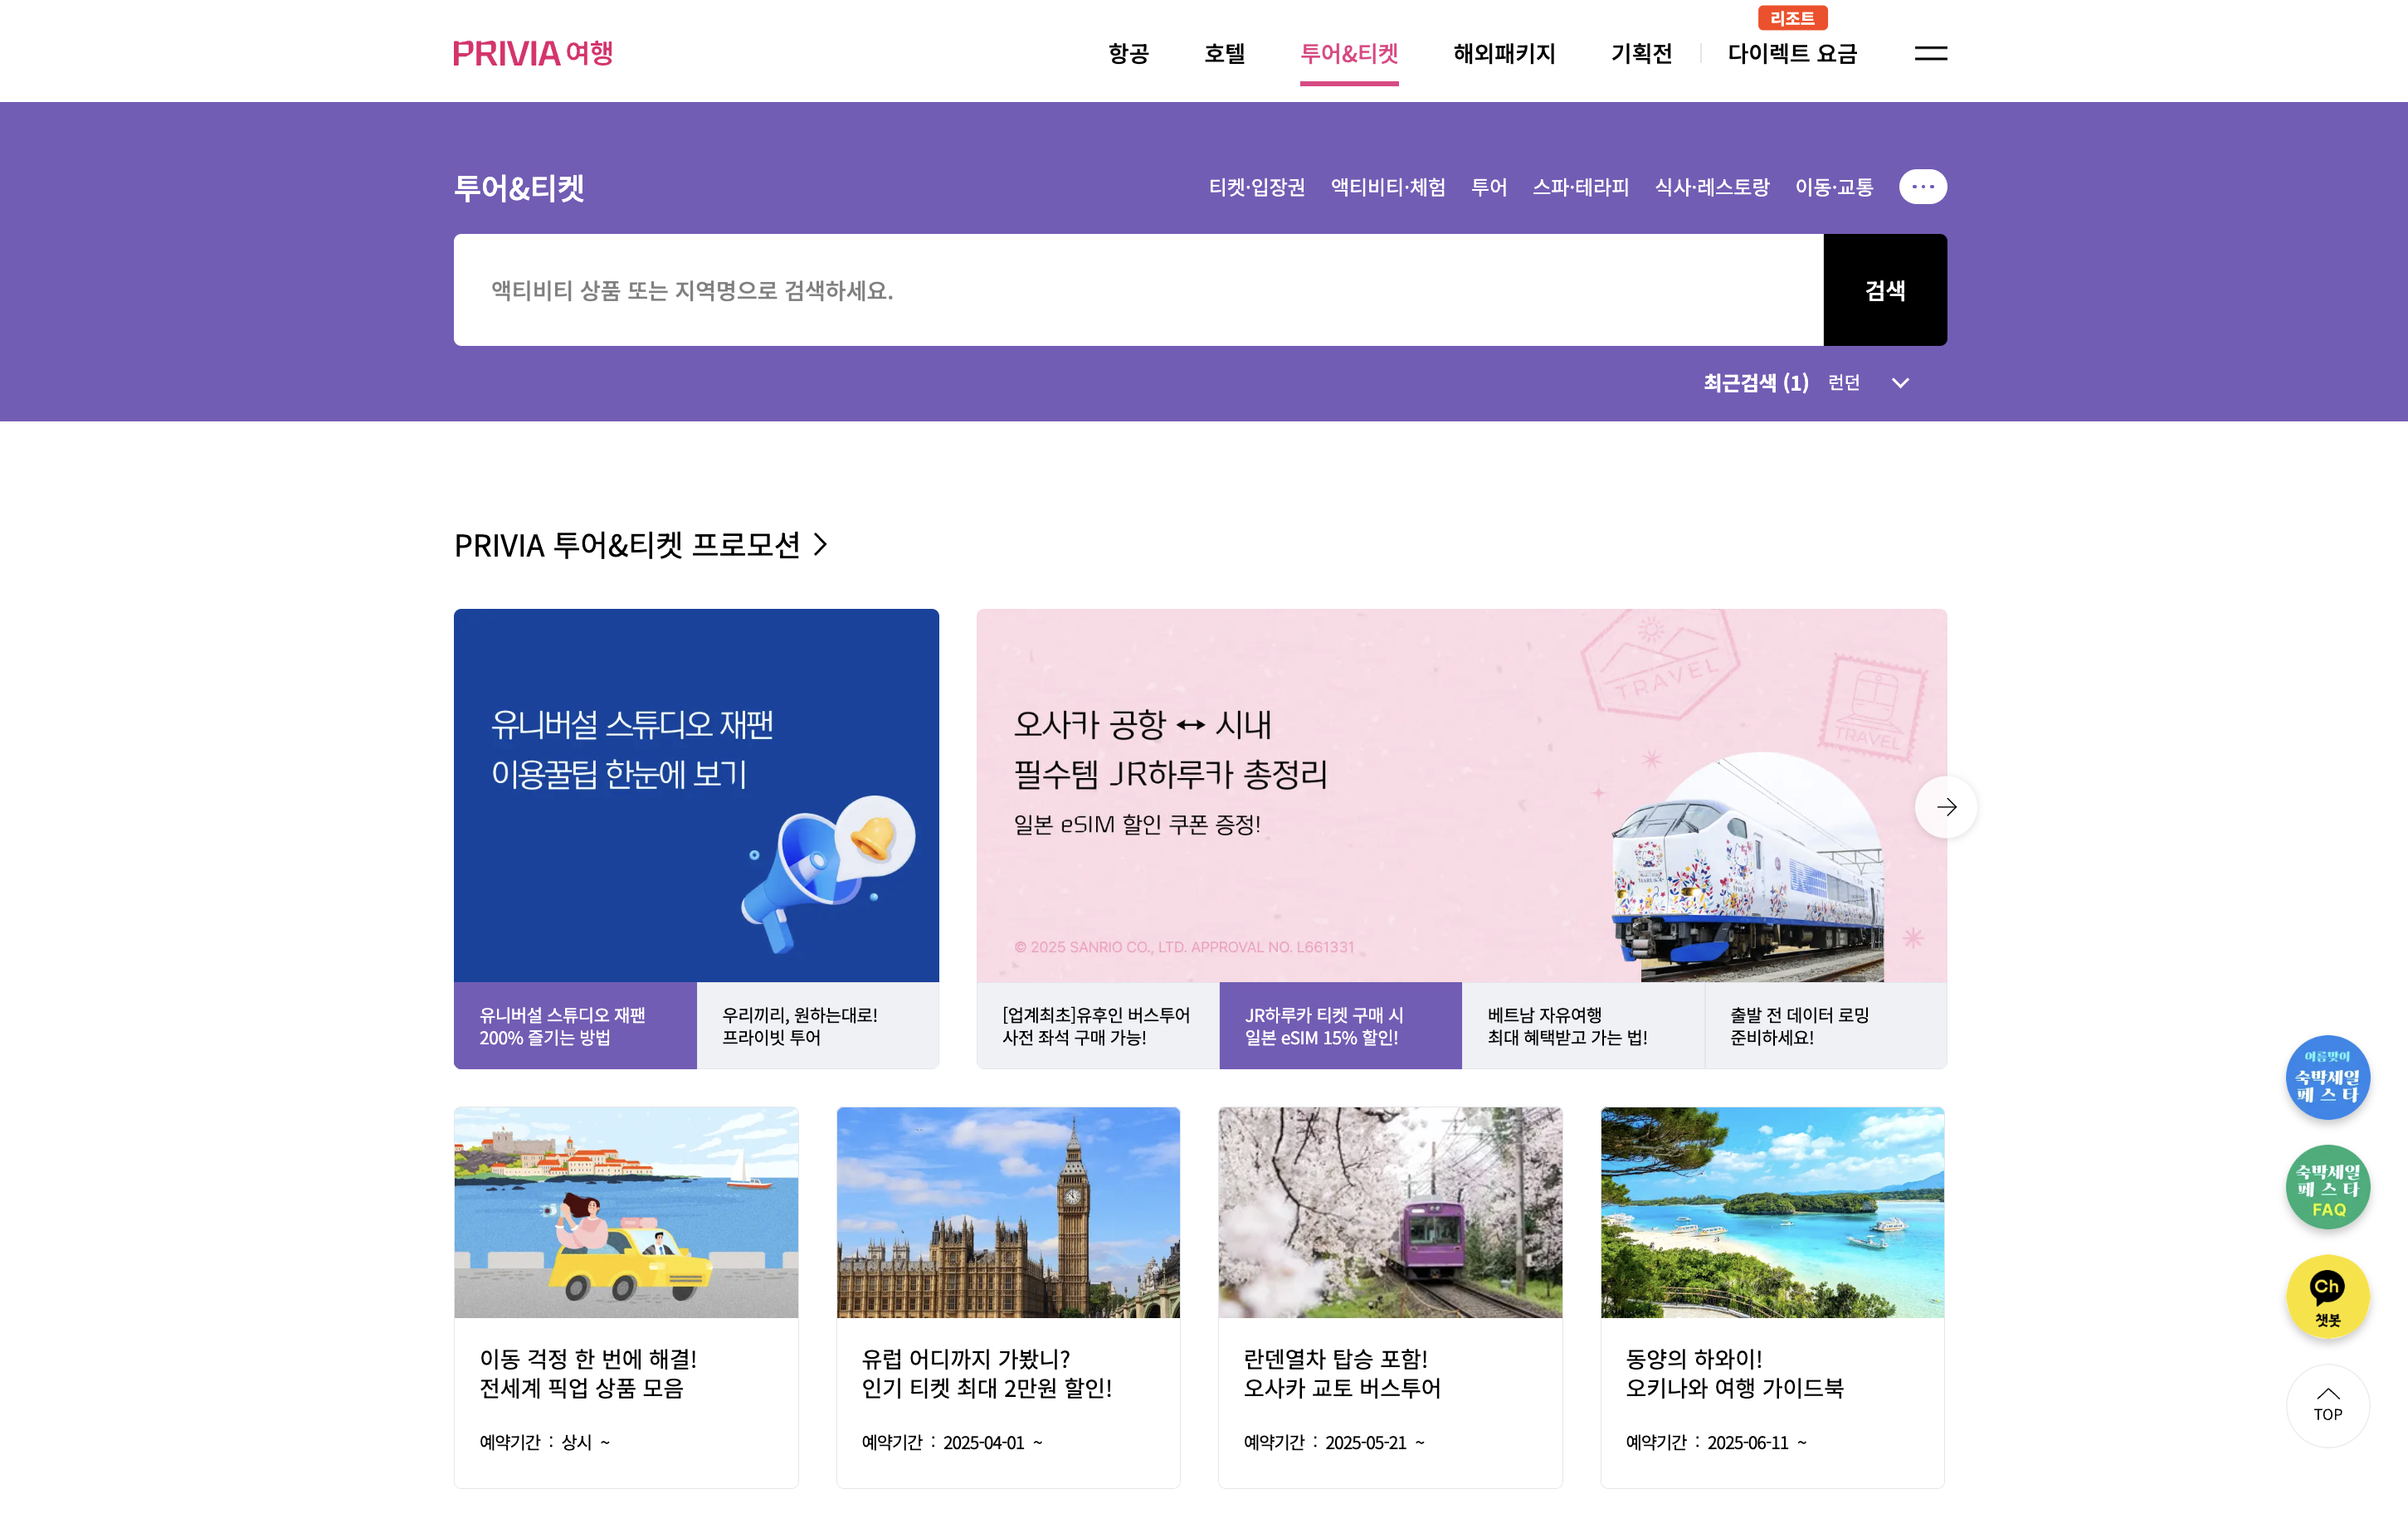 PRIVIA 여행
항공
호텔
투어&티켓
해외패키지
기획전
리조트
다이렉트 요금
투어&티켓
티켓·입장권
액티비티·체험
투어
스파·테라피
식사·레스토랑
이동·교통
액티비티 상품 또는 지역명으로 검색하세요.
검색
최근검색 (1) 런던
PRIVIA 투어&티켓 프로모션
유니버설 스튜디오 재팬
이용꿀팁 한눈에 보기
유니버설 스튜디오 재팬
200% 즐기는 방법
우리끼리, 원하는대로!
프라이빗 투어
오사카 공항 ↔ 시내
필수템 JR하루카 총정리
일본 eSIM 할인 쿠폰 증정!
© 2025 SANRIO CO., LTD. APPROVAL NO. L661331
TRAVEL
TRAVEL
[업계최초]유후인 버스투어
사전 좌석 구매 가능!
JR하루카 티켓 구매 시
일본 eSIM 15% 할인!
베트남 자유여행
최대 혜택받고 가는 법!
출발 전 데이터 로밍
준비하세요!
이동 걱정 한 번에 해결!
전세계 픽업 상품 모음
예약기간 : 상시 ~
유럽 어디까지 가봤니?
인기 티켓 최대 2만원 할인!
예약기간 : 2025-04-01 ~
란덴열차 탑승 포함!
오사카 교토 버스투어
예약기간 : 2025-05-21 ~
동양의 하와이!
오키나와 여행 가이드북
예약기간 : 2025-06-11 ~
여름맞이
숙박세일
페스타
숙박세일
페스타
FAQ
Ch
챗봇
TOP